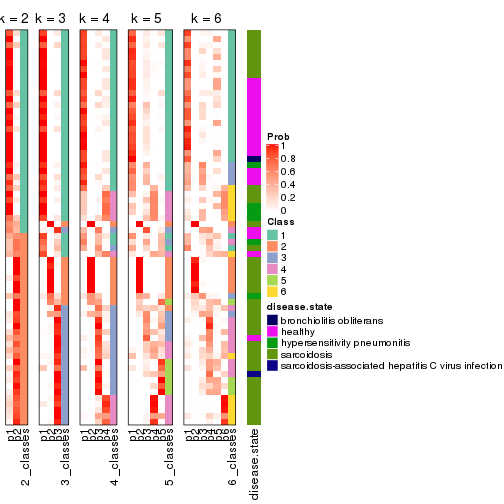 k = 2 k = 3 k = 4 k = 5 k = 6
Prob
1
0.8
0.6
0.4
0.2
0
Class
1
2
3
4
5
6
disease.state
bronchiolitis obliterans
healthy
hypersensitivity pneumonitis
sarcoidosis
sarcoidosis-associated hepatitis C virus infection
p1 p2 2_classes p1 p2 p3 3_classes p1 p2 p3 p4 4_classes p1 p2 p3 p4 p5 5_classes p1 p2 p3 p4 p5 p6 6_classes disease.state